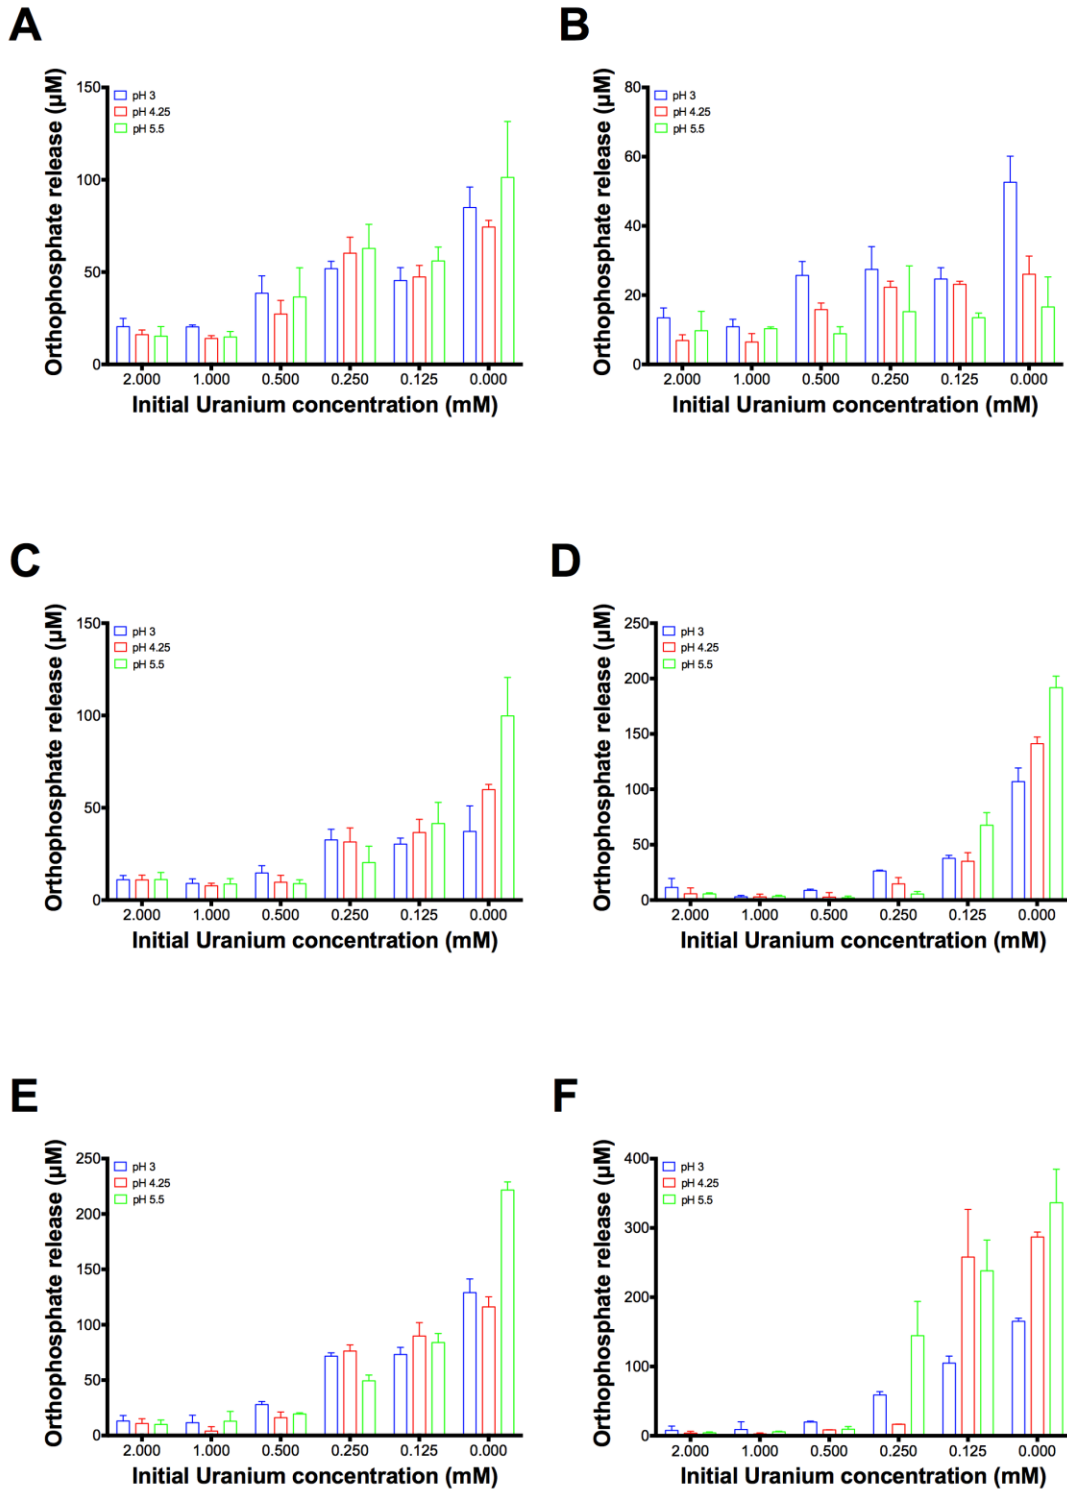 A
Orthophosphate release (µM)
150
100
50
0
pH 3
pH 4.25
pH 5.5
2.000 1.000 0.500 0.250 0.125 0.000
Initial Uranium concentration (mM)
B
Orthophosphate release (µM)
80
60
40
20
0
pH 3
pH 4.25
pH 5.5
2.000 1.000 0.500 0.250 0.125 0.000
Initial Uranium concentration (mM)
C
Orthophosphate release (µM)
150
100
50
0
pH 3
pH 4.25
pH 5.5
2.000 1.000 0.500 0.250 0.125 0.000
Initial Uranium concentration (mM)
D
Orthophosphate release (µM)
250
200
150
100
50
0
pH 3
pH 4.25
pH 5.5
2.000 1.000 0.500 0.250 0.125 0.000
Initial Uranium concentration (mM)
E
Orthophosphate release (µM)
250
200
150
100
50
0
pH 3
pH 4.25
pH 5.5
2.000 1.000 0.500 0.250 0.125 0.000
Initial Uranium concentration (mM)
F
Orthophosphate release (µM)
400
300
200
100
0
pH 3
pH 4.25
pH 5.5
2.000 1.000 0.500 0.250 0.125 0.000
Initial Uranium concentration (mM)